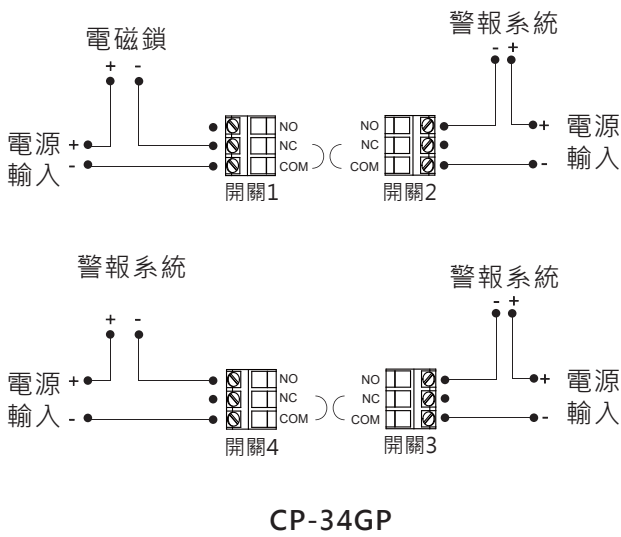 電磁鎖
+ -
電源 +
輸入 -
NO
NC
COM
開關1
警報系統
- +
NO
NC
COM
開關2
+ 電源
- 輸入
警報系統
+ -
電源 +
輸入 -
NO
NC
COM
開關4
警報系統
- +
NO
NC
COM
開關3
+ 電源
- 輸入
CP-34GP